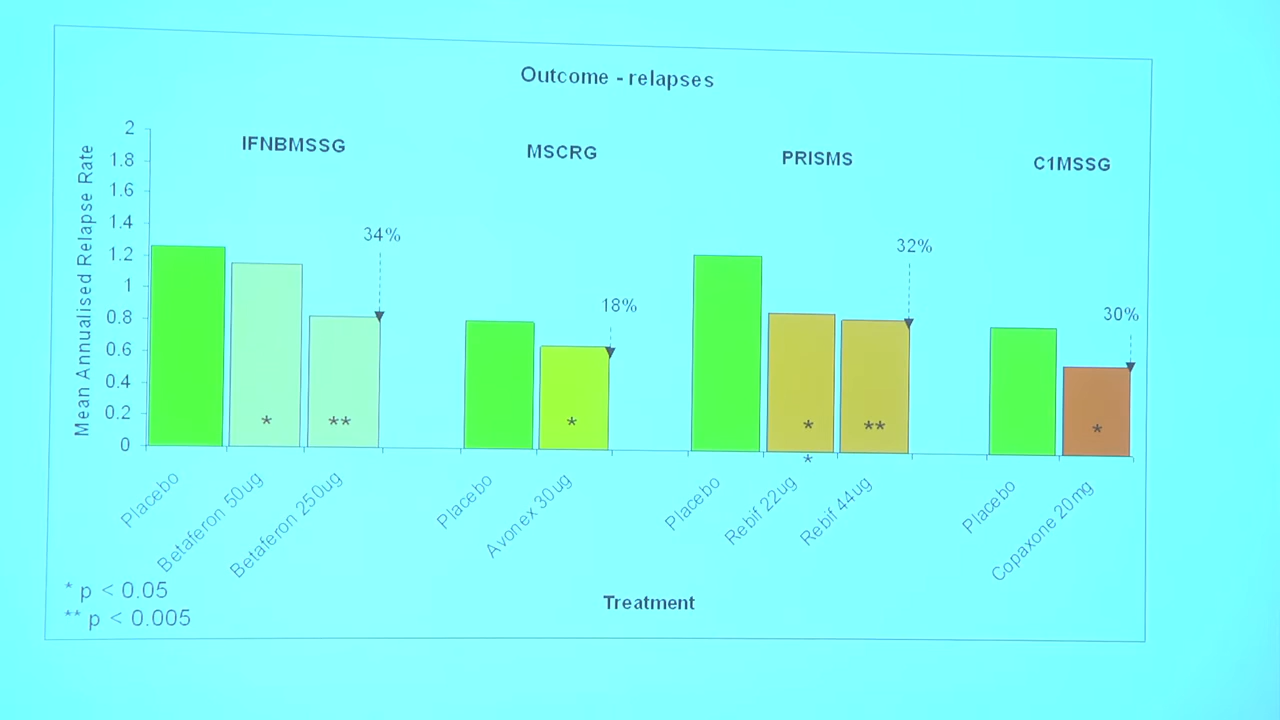 Outcome - relapses
IFNBMSSG
MSCRG
PRISMS
C1MSSG
Mean Annualised Relapse Rate
2
1.8
1.6
1.4
1.2
1
0.8
0.6
0.4
0.2
0
34%
18%
32%
30%
*
**
*
*
*
**
*
Placebo
Betaferon 50ug
Betaferon 250ug
Placebo
Avonex 30ug
Placebo
Rebif 22ug
Rebif 44ug
Placebo
Copaxone 20mg
Treatment
* p < 0.05
** p < 0.005